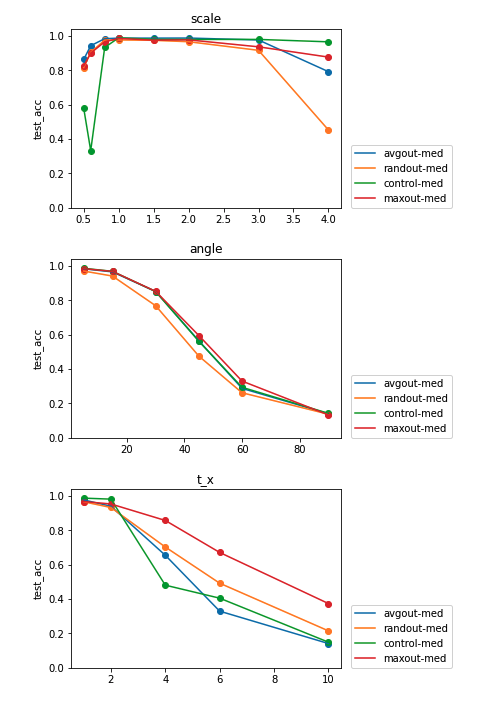 scale
test_acc
1.0
0.8
0.6
0.4
0.2
0.0
0.5 1.0 1.5 2.0 2.5 3.0 3.5 4.0
avgout-med
randout-med
control-med
maxout-med
angle
test_acc
1.0
0.8
0.6
0.4
0.2
0.0
20 40 60 80
avgout-med
randout-med
control-med
maxout-med
t_x
test_acc
1.0
0.8
0.6
0.4
0.2
0.0
2 4 6 8 10
avgout-med
randout-med
control-med
maxout-med